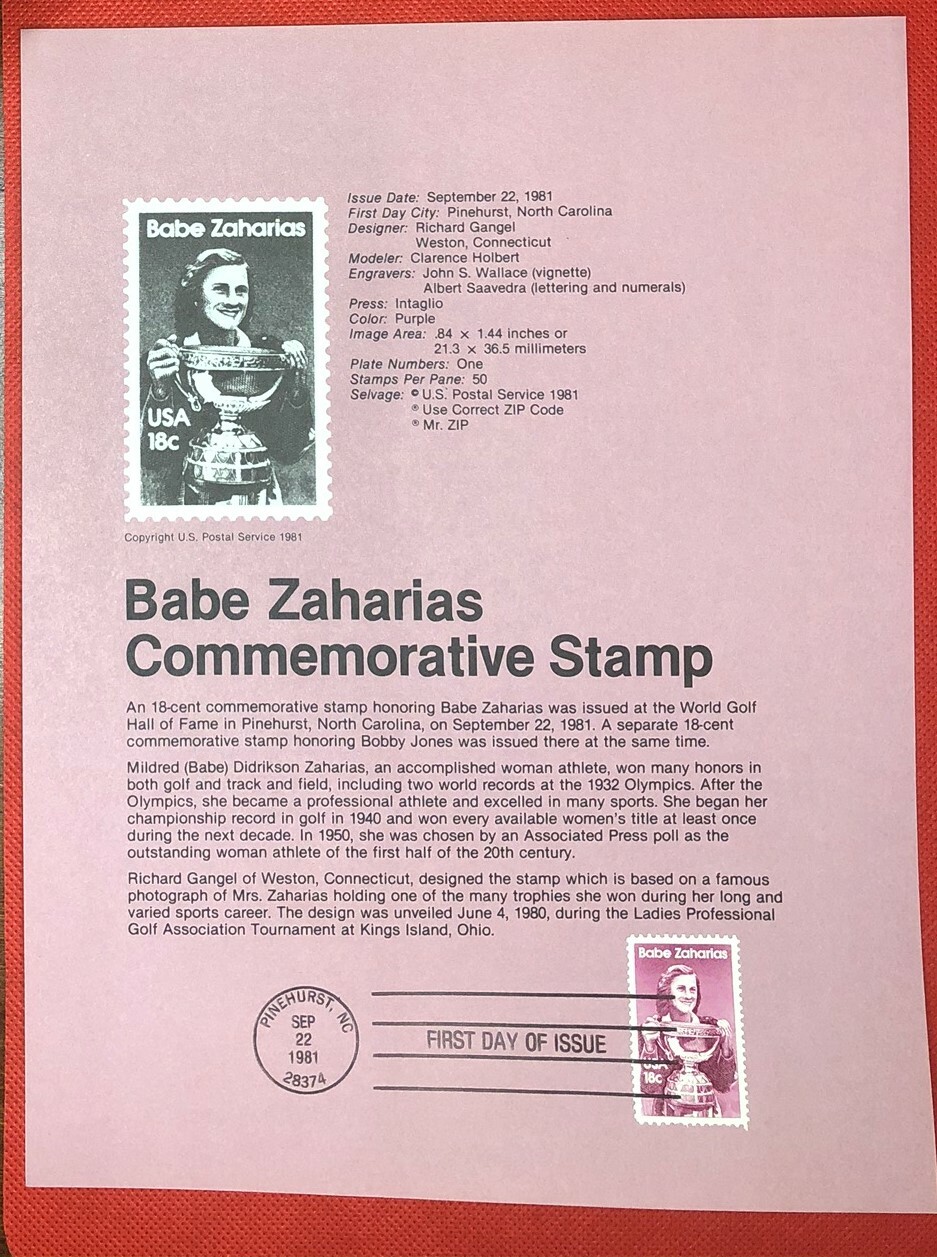 Babe Zaharias
USA
18c
Copyright U.S. Postal Service 1981
Issue Date: September 22, 1981
First Day City: Pinehurst, North Carolina
Designer: Richard Gangel
Weston, Connecticut
Modeler: Clarence Holbert
Engravers: John S. Wallace (vignette)
Albert Saavedra (lettering and numerals)
Press: Intaglio
Color: Purple
Image Area: .84 × 1.44 inches or
21.3 × 36.5 millimeters
Plate Numbers: One
Stamps Per Pane: 50
Selvage: © U.S. Postal Service 1981
® Use Correct ZIP Code
® Mr. ZIP
Babe Zaharias
Commemorative Stamp
An 18-cent commemorative stamp honoring Babe Zaharias was issued at the World Golf
Hall of Fame in Pinehurst, North Carolina, on September 22, 1981. A separate 18-cent
commemorative stamp honoring Bobby Jones was issued there at the same time.
Mildred (Babe) Didrikson Zaharias, an accomplished woman athlete, won many honors in
both golf and track and field, including two world records at the 1932 Olympics. After the
Olympics, she became a professional athlete and excelled in many sports. She began her
championship record in golf in 1940 and won every available women's title at least once
during the next decade. In 1950, she was chosen by an Associated Press poll as the
outstanding woman athlete of the first half of the 20th century.
Richard Gangel of Weston, Connecticut, designed the stamp which is based on a famous
photograph of Mrs. Zaharias holding one of the many trophies she won during her long and
varied sports career. The design was unveiled June 4, 1980, during the Ladies Professional
Golf Association Tournament at Kings Island, Ohio.
PINEHURST, NC
SEP
22
1981
28374
FIRST DAY OF ISSUE
Babe Zaharias
USA
18c